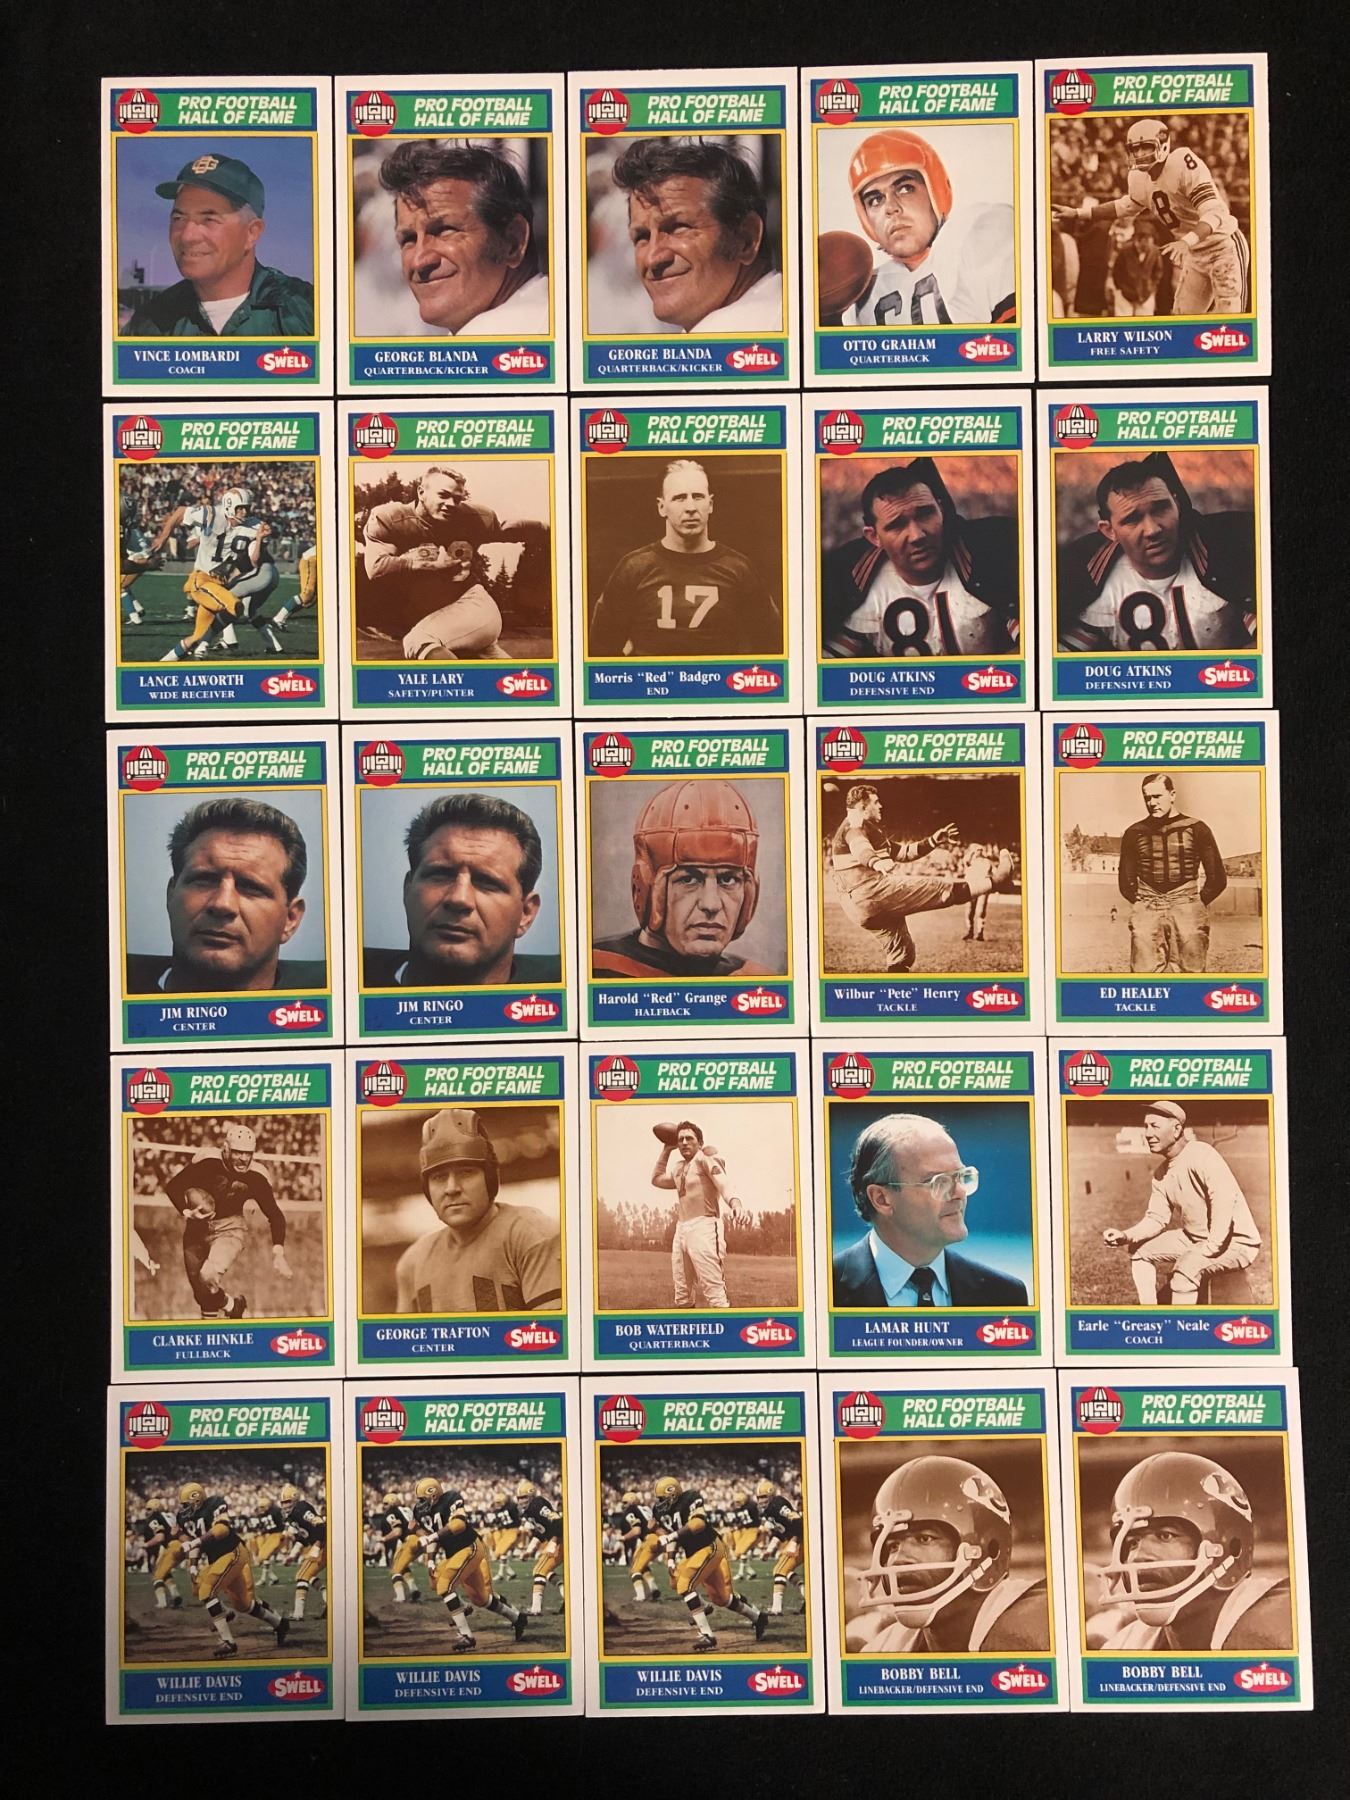 PRO FOOTBALL
HALL OF FAME
VINCE LOMBARDI
COACH
SWELL
PRO FOOTBALL
HALL OF FAME
GEORGE BLANDA
QUARTERBACK/KICKER
SWELL
PRO FOOTBALL
HALL OF FAME
GEORGE BLANDA
QUARTERBACK/KICKER
SWELL
PRO FOOTBALL
HALL OF FAME
60
OTTO GRAHAM
QUARTERBACK
SWELL
PRO FOOTBALL
HALL OF FAME
8
8
LARRY WILSON
FREE SAFETY
SWELL
PRO FOOTBALL
HALL OF FAME
19
19
LANCE ALWORTH
WIDE RECEIVER
SWELL
PRO FOOTBALL
HALL OF FAME
YALE LARY
SAFETY/PUNTER
SWELL
PRO FOOTBALL
HALL OF FAME
17
Morris "Red" Badgro
END
SWELL
PRO FOOTBALL
HALL OF FAME
81
DOUG ATKINS
DEFENSIVE END
SWELL
PRO FOOTBALL
HALL OF FAME
81
DOUG ATKINS
DEFENSIVE END
SWELL
PRO FOOTBALL
HALL OF FAME
JIM RINGO
CENTER
SWELL
PRO FOOTBALL
HALL OF FAME
JIM RINGO
CENTER
SWELL
PRO FOOTBALL
HALL OF FAME
Harold "Red" Grange
HALFBACK
SWELL
PRO FOOTBALL
HALL OF FAME
Wilbur "Pete" Henry
TACKLE
SWELL
PRO FOOTBALL
HALL OF FAME
ED HEALEY
TACKLE
SWELL
PRO FOOTBALL
HALL OF FAME
CLARKE HINKLE
FULLBACK
SWELL
PRO FOOTBALL
HALL OF FAME
GEORGE TRAFTON
CENTER
SWELL
PRO FOOTBALL
HALL OF FAME
BOB WATERFIELD
QUARTERBACK
SWELL
PRO FOOTBALL
HALL OF FAME
LAMAR HUNT
LEAGUE FOUNDER/OWNER
SWELL
PRO FOOTBALL
HALL OF FAME
Earle "Greasy" Neale
COACH
SWELL
PRO FOOTBALL
HALL OF FAME
87
WILLIE DAVIS
DEFENSIVE END
SWELL
PRO FOOTBALL
HALL OF FAME
87
WILLIE DAVIS
DEFENSIVE END
SWELL
PRO FOOTBALL
HALL OF FAME
87
WILLIE DAVIS
DEFENSIVE END
SWELL
PRO FOOTBALL
HALL OF FAME
BOBBY BELL
LINEBACKER/DEFENSIVE END
SWELL
PRO FOOTBALL
HALL OF FAME
BOBBY BELL
LINEBACKER/DEFENSIVE END
SWELL